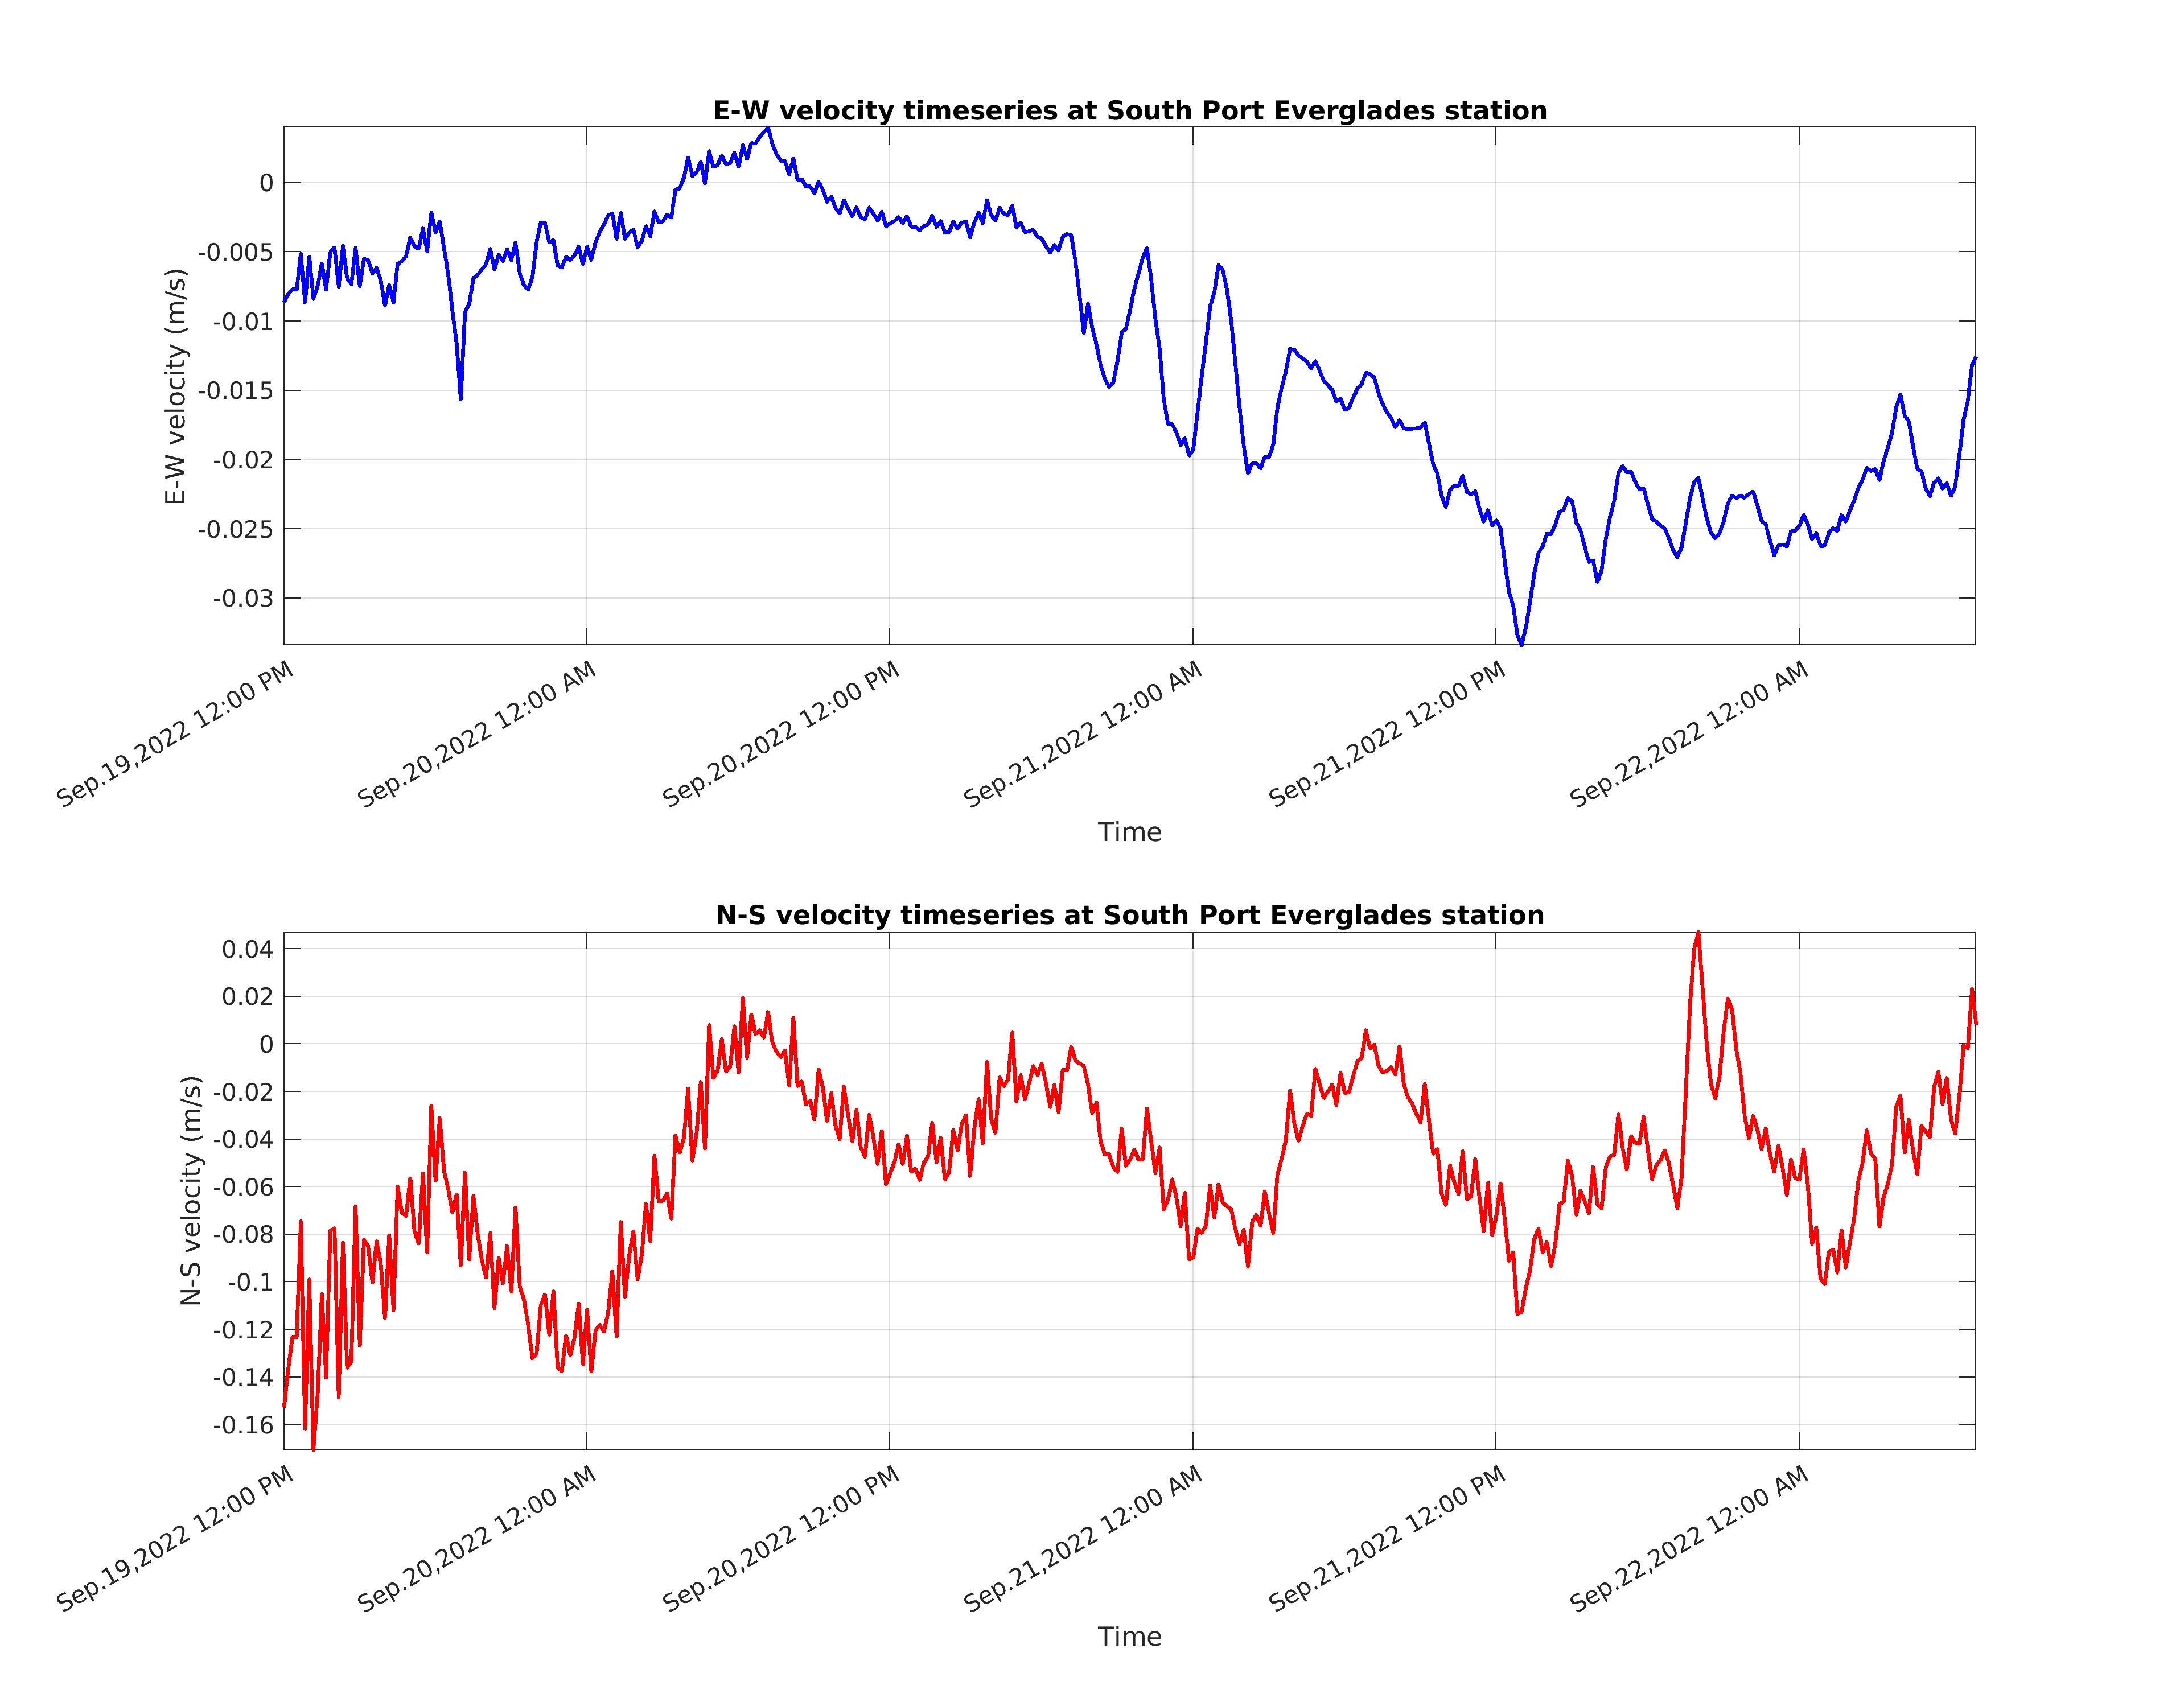 E-W velocity timeseries at South Port Everglades station
E-W velocity (m/s)
0
-0.005
-0.01
-0.015
-0.02
-0.025
-0.03
Sep.19,2022 12:00 PM
Sep.20,2022 12:00 AM
Sep.20,2022 12:00 PM
Sep.21,2022 12:00 AM
Sep.21,2022 12:00 PM
Sep.22,2022 12:00 AM
Time
N-S velocity timeseries at South Port Everglades station
N-S velocity (m/s)
0.04
0.02
0
-0.02
-0.04
-0.06
-0.08
-0.1
-0.12
-0.14
-0.16
Sep.19,2022 12:00 PM
Sep.20,2022 12:00 AM
Sep.20,2022 12:00 PM
Sep.21,2022 12:00 AM
Sep.21,2022 12:00 PM
Sep.22,2022 12:00 AM
Time